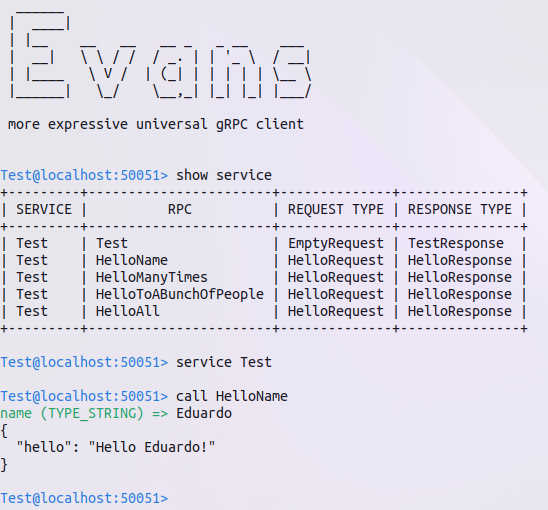 Evans
more expressive universal gRPC client
Test@localhost:50051> show service
+---------+-----------------------+--------------+---------------+
| SERVICE |          RPC          | REQUEST TYPE | RESPONSE TYPE |
+---------+-----------------------+--------------+---------------+
| Test    | Test                  | EmptyRequest | TestResponse  |
| Test    | HelloName             | HelloRequest | HelloResponse |
| Test    | HelloManyTimes        | HelloRequest | HelloResponse |
| Test    | HelloToABunchOfPeople | HelloRequest | HelloResponse |
| Test    | HelloAll              | HelloRequest | HelloResponse |
+---------+-----------------------+--------------+---------------+
Test@localhost:50051> service Test
Test@localhost:50051> call HelloName
name (TYPE_STRING) => Eduardo
{
  "hello": "Hello Eduardo!"
}
Test@localhost:50051>